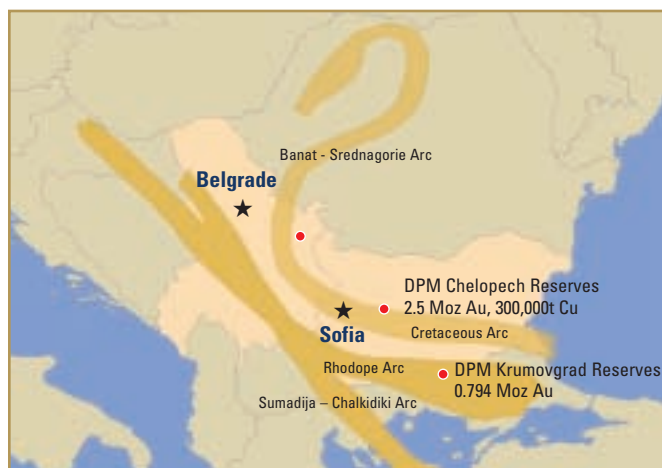 Banat - Srednagorie Arc
Belgrade
DPM Chelopech Reserves
2.5 Moz Au, 300,000t Cu
Sofia
Cretaceous Arc
Rhodope Arc
DPM Krumovgrad Reserves
0.794 Moz Au
Sumadija – Chalkidiki Arc